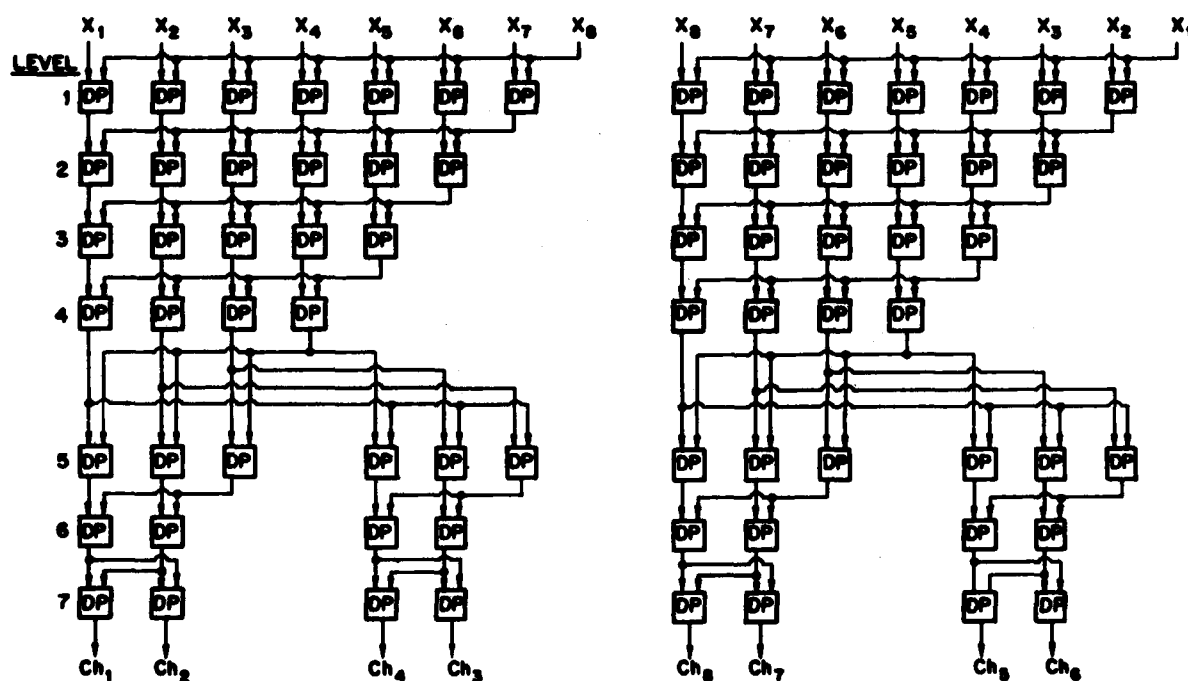 X₁ X₂ X₃ X₄ X₅ X₆ X₇ X₈ X₈ X₇ X₆ X₅ X₄ X₃ X₂
LEVEL
1 DP DP DP DP DP DP DP DP DP DP DP DP DP DP
2 DP DP DP DP DP DP DP DP DP DP DP DP
3 DP DP DP DP DP DP DP DP DP DP
4 DP DP DP DP DP DP DP DP
5 DP DP DP DP DP DP DP DP DP DP DP DP
6 DP DP DP DP DP DP DP DP
7 DP DP DP DP DP DP DP DP
Ch₁ Ch₂ Ch₄ Ch₃ Ch₈ Ch₇ Ch₅ Ch₆